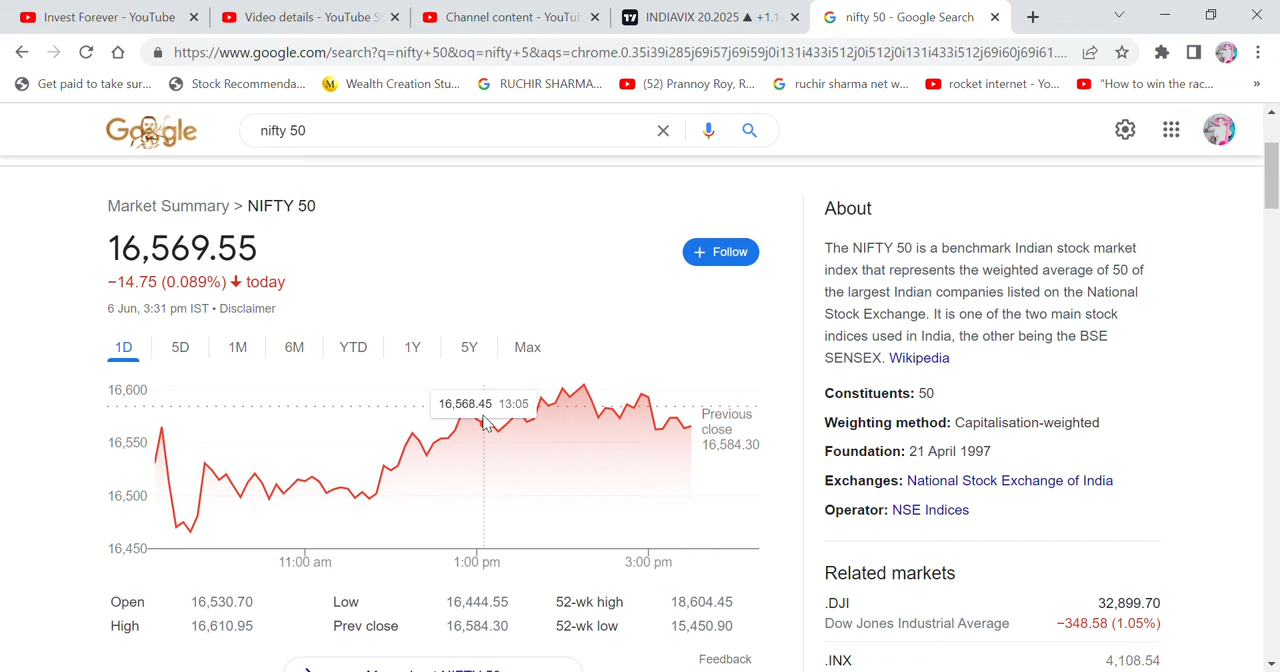 Invest Forever - YouTube
Video details - YouTube S
Channel content - YouTu
INDIAVIX 20.2025 ▲ +1.1
nifty 50 - Google Search
https://www.google.com/search?q=nifty+50&oq=nifty+5&aqs=chrome.0.35i39i285j69i57j69i59j0i131i433i512j0i512j0i131i433i512j69i60j69i61....
Get paid to take sur...
Stock Recommenda...
Wealth Creation Stu...
RUCHIR SHARMA...
(52) Prannoy Roy, R...
ruchir sharma net w...
rocket internet - Yo...
"How to win the rac...
»
Google
nifty 50
Market Summary > NIFTY 50
16,569.55
−14.75 (0.089%) ↓ today
6 Jun, 3:31 pm IST • Disclaimer
+ Follow
1D 5D 1M 6M YTD 1Y 5Y Max
16,600
16,550
16,500
16,450
16,568.45 13:05
Previous
close
16,584.30
11:00 am 1:00 pm 3:00 pm
Open 16,530.70 Low 16,444.55 52-wk high 18,604.45
High 16,610.95 Prev close 16,584.30 52-wk low 15,450.90
Feedback
About
The NIFTY 50 is a benchmark Indian stock market
index that represents the weighted average of 50 of
the largest Indian companies listed on the National
Stock Exchange. It is one of the two main stock
indices used in India, the other being the BSE
SENSEX. Wikipedia
Constituents: 50
Weighting method: Capitalisation-weighted
Foundation: 21 April 1997
Exchanges: National Stock Exchange of India
Operator: NSE Indices
Related markets
.DJI 32,899.70
Dow Jones Industrial Average −348.58 (1.05%)
.INX 4,108.54